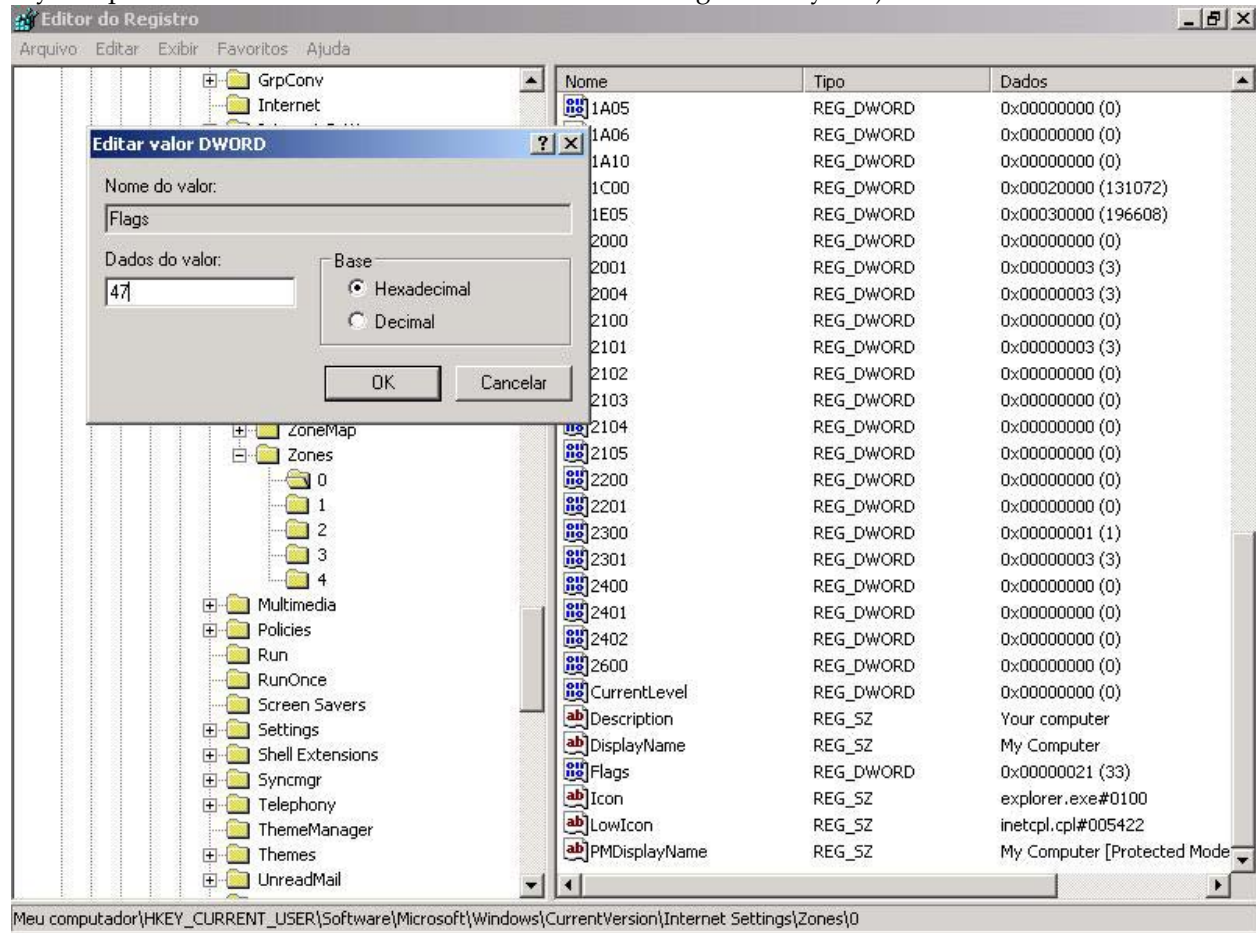 Editor do Registro
Arquivo Editar Exibir Favoritos Ajuda
GrpConv
Internet
Editar valor DWORD
Nome do valor:
Flags
Dados do valor:
47
Base
Hexadecimal
Decimal
OK Cancelar
ZoneMap
Zones
0
1
2
3
4
Multimedia
Policies
Run
RunOnce
Screen Savers
Settings
Shell Extensions
Syncmgr
Telephony
ThemeManager
Themes
UnreadMail
Nome Tipo Dados
1A05 REG_DWORD 0x00000000 (0)
1A06 REG_DWORD 0x00000000 (0)
1A10 REG_DWORD 0x00000000 (0)
1C00 REG_DWORD 0x00020000 (131072)
1E05 REG_DWORD 0x00030000 (196608)
2000 REG_DWORD 0x00000000 (0)
2001 REG_DWORD 0x00000003 (3)
2004 REG_DWORD 0x00000003 (3)
2100 REG_DWORD 0x00000000 (0)
2101 REG_DWORD 0x00000003 (3)
2102 REG_DWORD 0x00000000 (0)
2103 REG_DWORD 0x00000000 (0)
2104 REG_DWORD 0x00000000 (0)
2105 REG_DWORD 0x00000000 (0)
2200 REG_DWORD 0x00000000 (0)
2201 REG_DWORD 0x00000000 (0)
2300 REG_DWORD 0x00000001 (1)
2301 REG_DWORD 0x00000003 (3)
2400 REG_DWORD 0x00000000 (0)
2401 REG_DWORD 0x00000000 (0)
2402 REG_DWORD 0x00000000 (0)
2600 REG_DWORD 0x00000000 (0)
CurrentLevel REG_DWORD 0x00000000 (0)
Description REG_SZ Your computer
DisplayName REG_SZ My Computer
Flags REG_DWORD 0x00000021 (33)
Icon REG_SZ explorer.exe#0100
LowIcon REG_SZ inetcpl.cpl#005422
PMDisplayName REG_SZ My Computer [Protected Mode
Meu computador\HKEY_CURRENT_USER\Software\Microsoft\Windows\CurrentVersion\Internet Settings\Zones\0